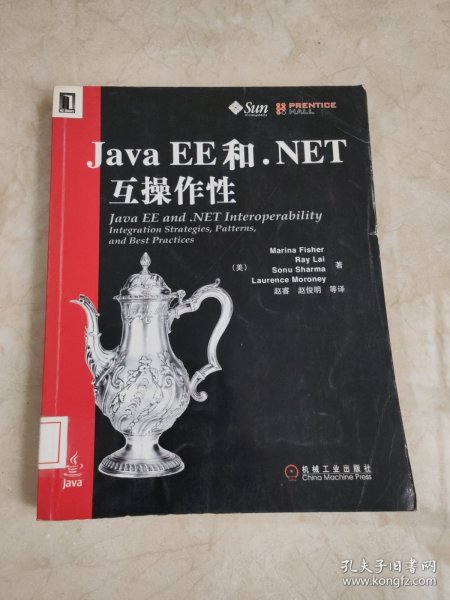 Sun
microsystems
PRENTICE
HALL
Java EE和.NET
互操作性
Java EE and .NET Interoperability
Integration Strategies, Patterns,
and Best Practices
Marina Fisher
Ray Lai
(美) Sonu Sharma 著
Laurence Moroney
赵睿 赵俊明 等译
Java
机械工业出版社
China Machine Press
孔夫子旧书网
www.kongfz.com